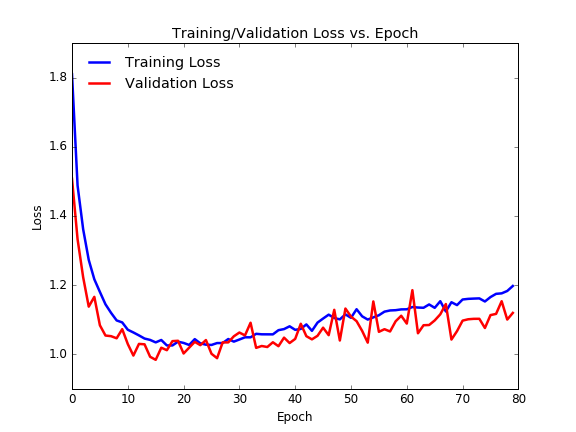 Training/Validation Loss vs. Epoch
Training Loss
Validation Loss
1.8
1.6
1.4
1.2
1.0
Loss
0 10 20 30 40 50 60 70 80
Epoch